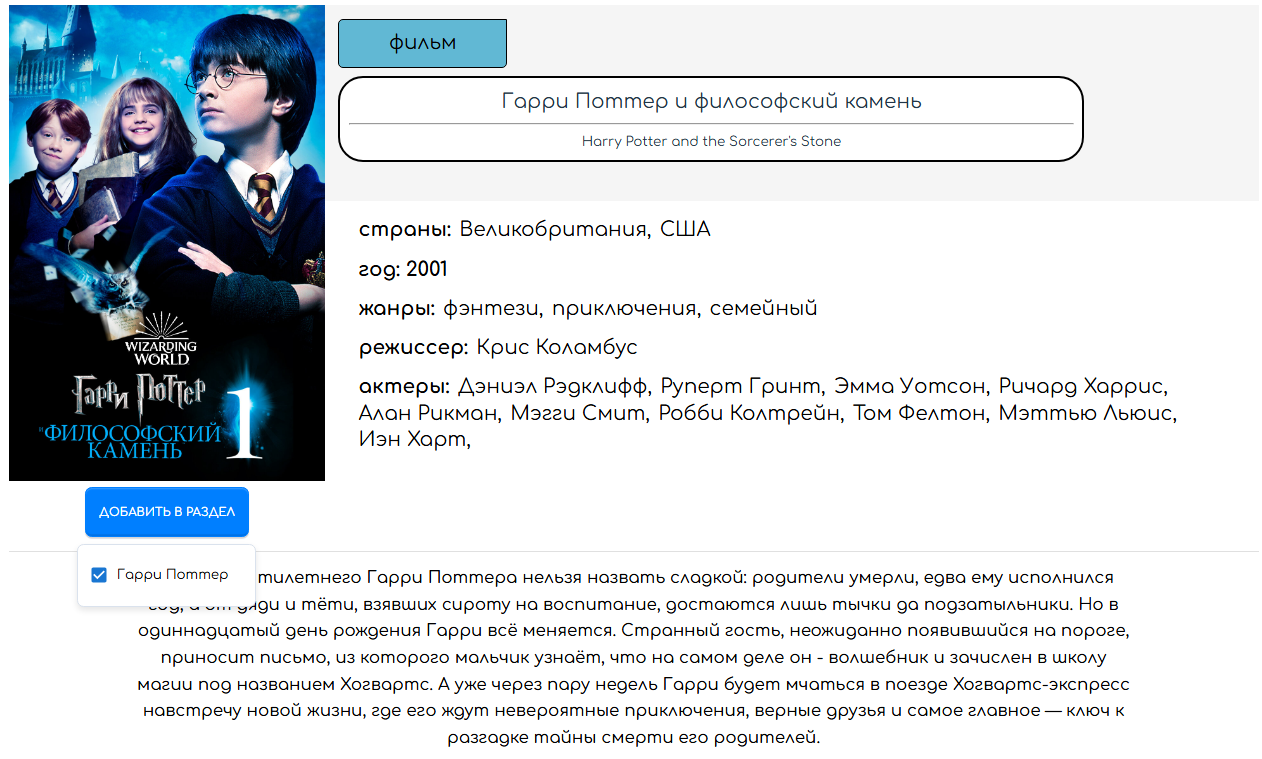 фильм
Гарри Поттер и философский камень
Harry Potter and the Sorcerer's Stone
страны: Великобритания, США
год: 2001
жанры: фэнтези, приключения, семейный
режиссер: Крис Коламбус
актеры: Дэниэл Рэдклифф, Руперт Гринт, Эмма Уотсон, Ричард Харрис,
Алан Рикман, Мэгги Смит, Робби Колтрейн, Том Фелтон, Мэттью Льюис,
Иэн Харт,
WIZARDING
WORLD
Гарри Поттер
и ФИЛОСОФСКИЙ
КАМЕНЬ
1
ДОБАВИТЬ В РАЗДЕЛ
Гарри Поттер
тилетнего Гарри Поттера нельзя назвать сладкой: родители умерли, едва ему исполнился
год, а от дяди и тёти, взявших сироту на воспитание, достаются лишь тычки да подзатыльники. Но в
одиннадцатый день рождения Гарри всё меняется. Странный гость, неожиданно появившийся на пороге,
приносит письмо, из которого мальчик узнаёт, что на самом деле он - волшебник и зачислен в школу
магии под названием Хогвартс. А уже через пару недель Гарри будет мчаться в поезде Хогвартс-экспресс
навстречу новой жизни, где его ждут невероятные приключения, верные друзья и самое главное — ключ к
разгадке тайны смерти его родителей.